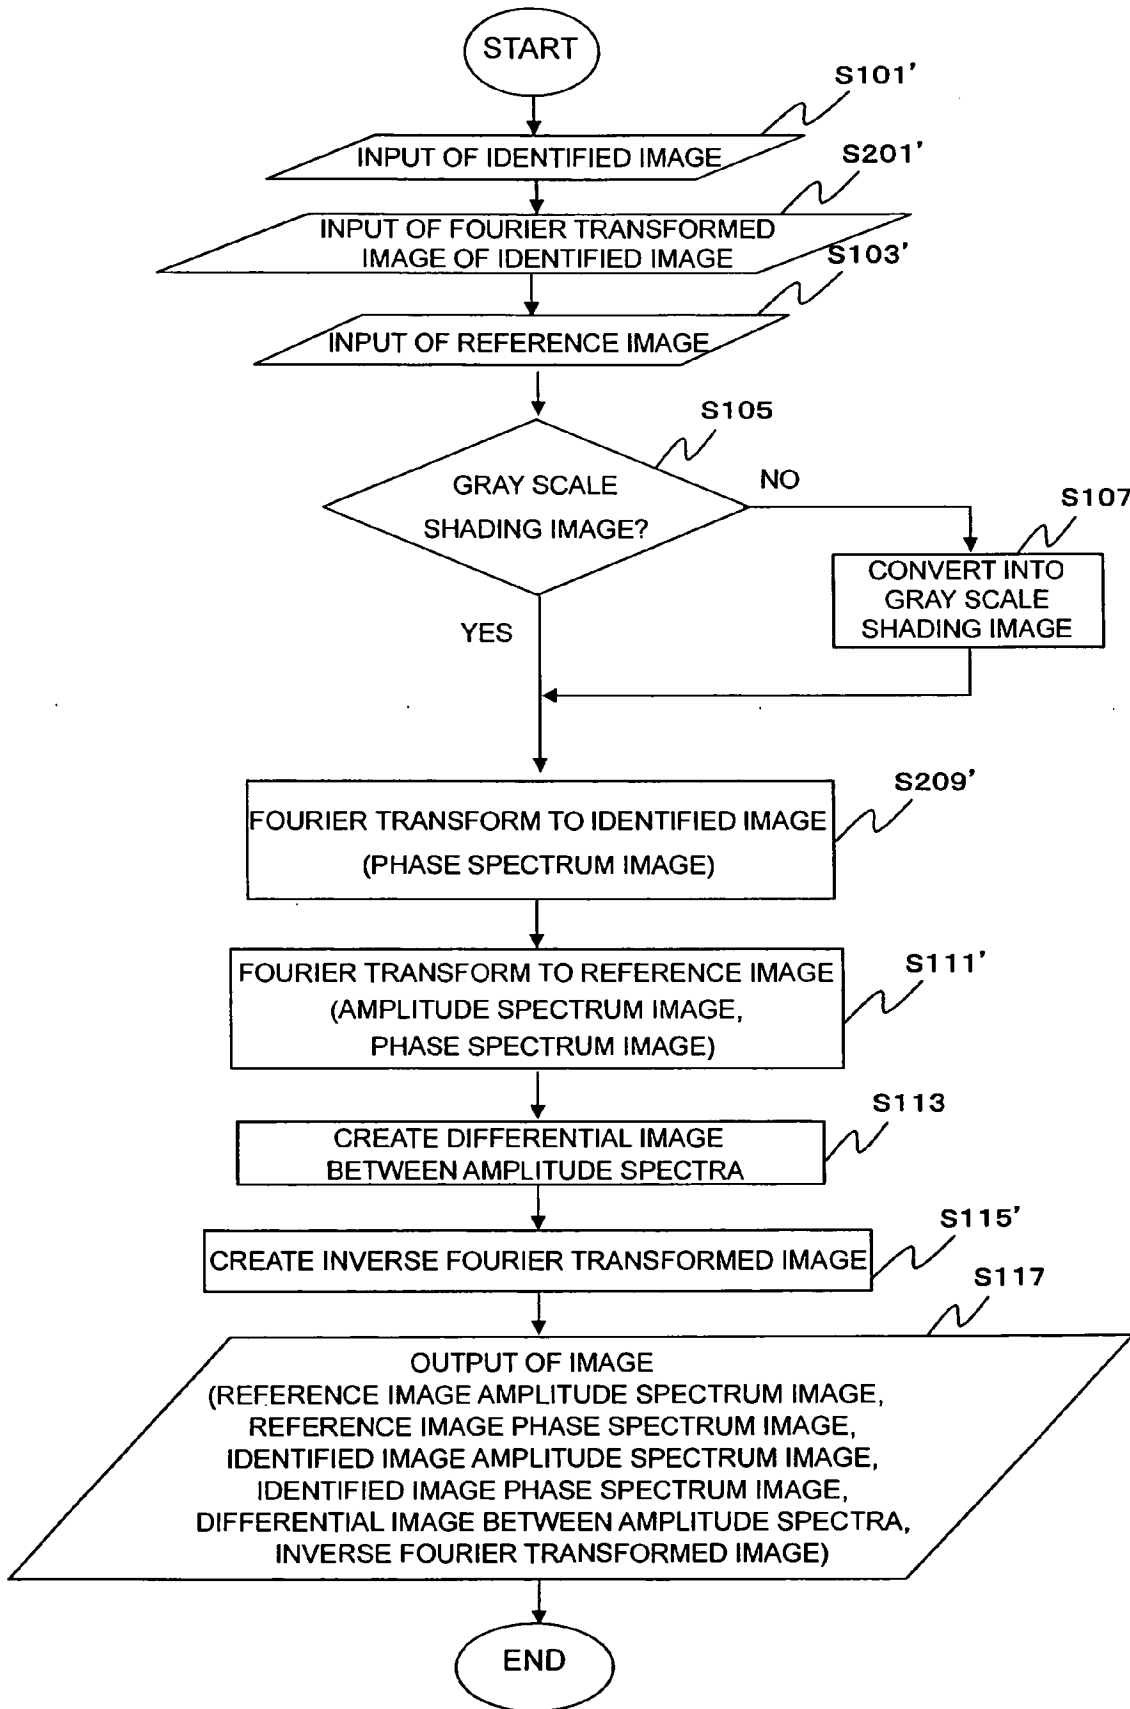 START
S101'
INPUT OF IDENTIFIED IMAGE
S201'
INPUT OF FOURIER TRANSFORMED
IMAGE OF IDENTIFIED IMAGE
S103'
INPUT OF REFERENCE IMAGE
S105
GRAY SCALE
SHADING IMAGE?
NO
S107
CONVERT INTO
GRAY SCALE
SHADING IMAGE
YES
S209'
FOURIER TRANSFORM TO IDENTIFIED IMAGE
(PHASE SPECTRUM IMAGE)
S111'
FOURIER TRANSFORM TO REFERENCE IMAGE
(AMPLITUDE SPECTRUM IMAGE,
PHASE SPECTRUM IMAGE)
S113
CREATE DIFFERENTIAL IMAGE
BETWEEN AMPLITUDE SPECTRA
S115'
CREATE INVERSE FOURIER TRANSFORMED IMAGE
S117
OUTPUT OF IMAGE
(REFERENCE IMAGE AMPLITUDE SPECTRUM IMAGE,
REFERENCE IMAGE PHASE SPECTRUM IMAGE,
IDENTIFIED IMAGE AMPLITUDE SPECTRUM IMAGE,
IDENTIFIED IMAGE PHASE SPECTRUM IMAGE,
DIFFERENTIAL IMAGE BETWEEN AMPLITUDE SPECTRA,
INVERSE FOURIER TRANSFORMED IMAGE)
END